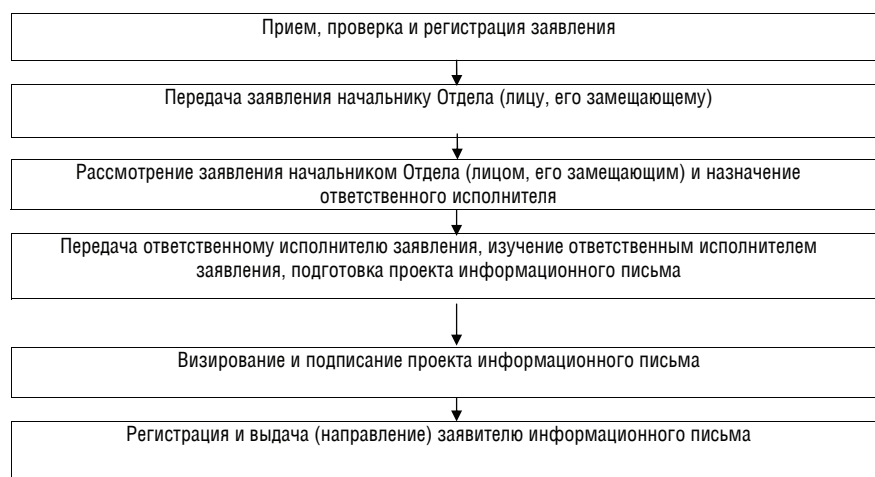 Прием, проверка и регистрация заявления
Передача заявления начальнику Отдела (лицу, его замещающему)
Рассмотрение заявления начальником Отдела (лицом, его замещающим) и назначение
ответственного исполнителя
Передача ответственному исполнителю заявления, изучение ответственным исполнителем
заявления, подготовка проекта информационного письма
Визирование и подписание проекта информационного письма
Регистрация и выдача (направление) заявителю информационного письма